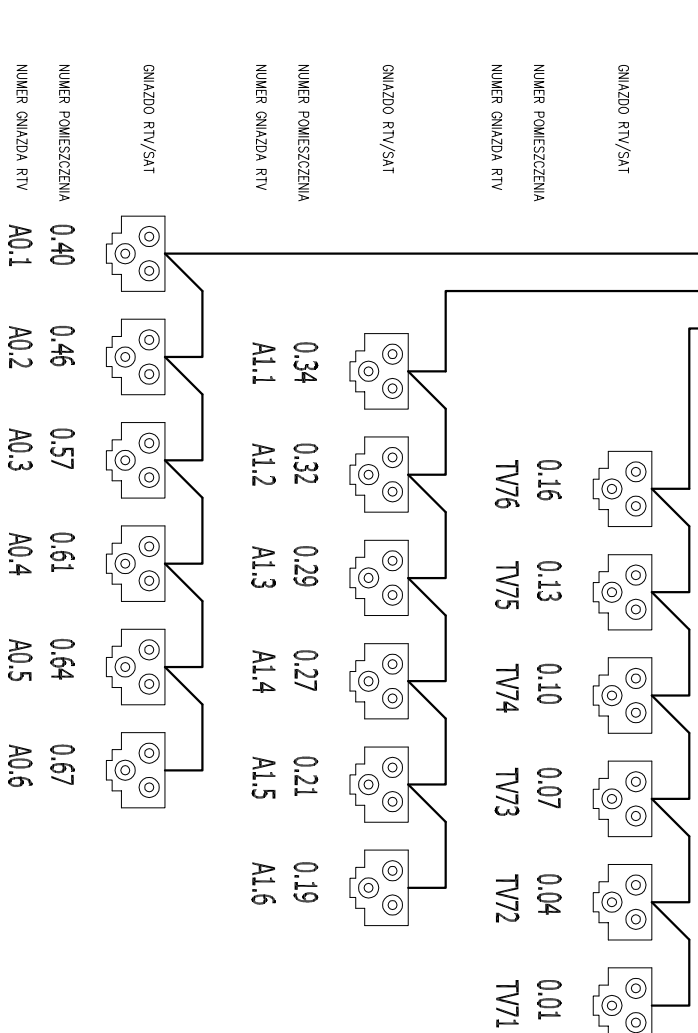 GNIAZDO RTV/SAT
NUMER POMIESZCZENIA 0.16 0.13 0.10 0.07 0.04 0.01
NUMER GNIAZDA RTV TV76 TV75 TV74 TV73 TV72 TV71
GNIAZDO RTV/SAT
NUMER POMIESZCZENIA 0.34 0.32 0.29 0.27 0.21 0.19
NUMER GNIAZDA RTV A1.1 A1.2 A1.3 A1.4 A1.5 A1.6
GNIAZDO RTV/SAT
NUMER POMIESZCZENIA 0.40 0.46 0.57 0.61 0.64 0.67
NUMER GNIAZDA RTV A0.1 A0.2 A0.3 A0.4 A0.5 A0.6